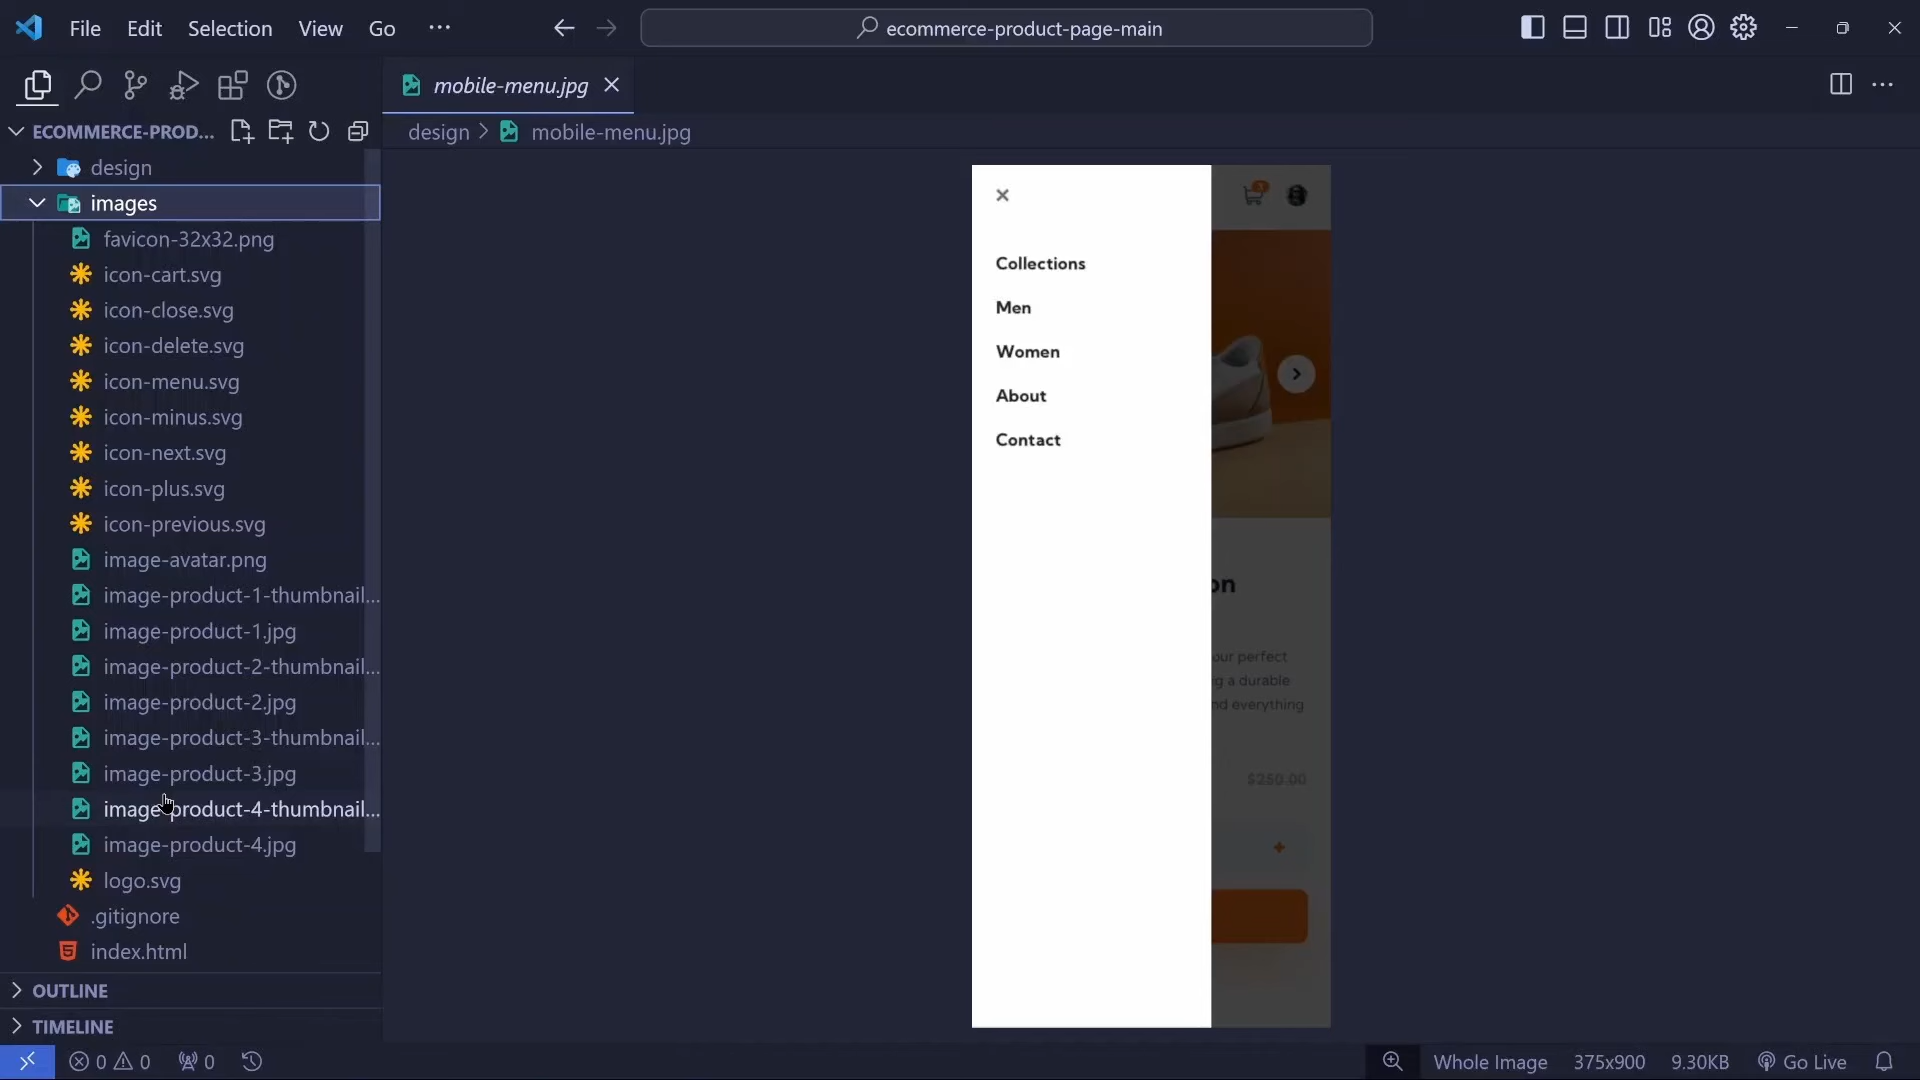 File Edit Selection View Go ··· ecommerce-product-page-main
ECOMMERCE-PROD...
design
images
favicon-32x32.png
icon-cart.svg
icon-close.svg
icon-delete.svg
icon-menu.svg
icon-minus.svg
icon-next.svg
icon-plus.svg
icon-previous.svg
image-avatar.png
image-product-1-thumbnail...
image-product-1.jpg
image-product-2-thumbnail...
image-product-2.jpg
image-product-3-thumbnail...
image-product-3.jpg
image-product-4-thumbnail...
image-product-4.jpg
logo.svg
.gitignore
index.html
OUTLINE
TIMELINE
mobile-menu.jpg
design > mobile-menu.jpg
3
Collections
Men
Women
About
Contact
on
our perfect
g a durable
nd everything
$250.00
0 0 0 Whole Image 375x900 9.30KB Go Live